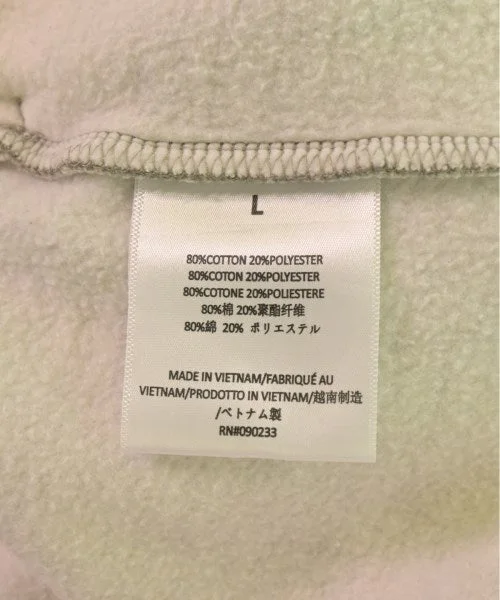 L
80%COTTON 20%POLYESTER
80%COTON 20%POLYESTER
80%COTONE 20%POLIESTERE
80%棉 20%聚酯纤维
80%綿 20% ポリエステル
MADE IN VIETNAM/FABRIQUÉ AU
VIETNAM/PRODOTTO IN VIETNAM/越南制造
/ベトナム製
RN#090233